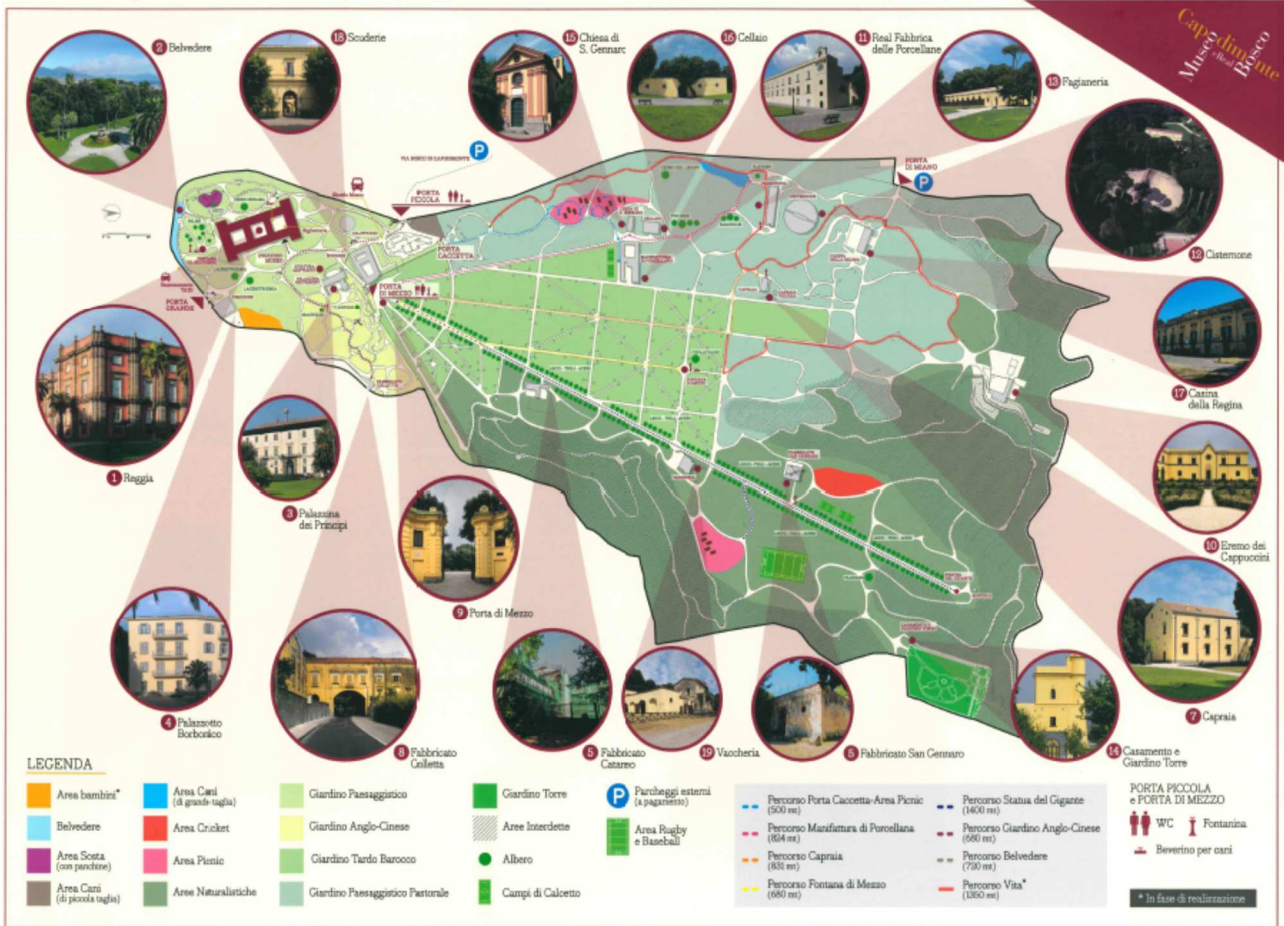 Capodimonte
Museo
e Real
Bosco
2 Belvedere
18 Scuderie
15 Chiesa di
S. Gennaro
16 Cellaio
11 Real Fabbrica
delle Porcellane
13 Fagianeria
12 Cisternone
17 Casina
della Regina
10 Eremo dei
Cappuccini
7 Capraia
14 Casamento e
Giardino Torre
6 Fabbricato San Gennaro
19 Vaccheria
5 Fabbricato
Cataneo
8 Fabbricato
Colletta
9 Porta di Mezzo
4 Palazzotto
Borbonico
3 Palazzina
dei Principi
1 Reggia
VIA BOSCO DI CAPODIMONTE
P
PORTA
PICCOLA
PORTA
DI MIANO
P
PORTA
CACCETTA
PORTA
DI MEZZO
PORTA
GRANDE
TAXI
LEGENDA
Area bambini*
Belvedere
Area Sosta
(con panchine)
Area Cani
(di piccola taglia)
Area Cani
(di grande taglia)
Area Cricket
Area Picnic
Aree Naturalistiche
Giardino Paesaggistico
Giardino Anglo-Cinese
Giardino Tardo Barocco
Giardino Paesaggistico Pastorale
Giardino Torre
Aree Interdette
Albero
Campi di Calcetto
P Parcheggi esterni
(a pagamento)
Area Rugby
e Baseball
Percorso Porta Caccetta-Area Picnic
(500 mt)
Percorso Manifattura di Porcellana
(824 mt)
Percorso Capraia
(831 mt)
Percorso Fontana di Mezzo
(680 mt)
Percorso Statua del Gigante
(1400 mt)
Percorso Giardino Anglo-Cinese
(680 mt)
Percorso Belvedere
(720 mt)
Percorso Vita*
(1260 mt)
PORTA PICCOLA
e PORTA DI MEZZO
WC
Fontanina
Beverino per cani
* In fase di realizzazione